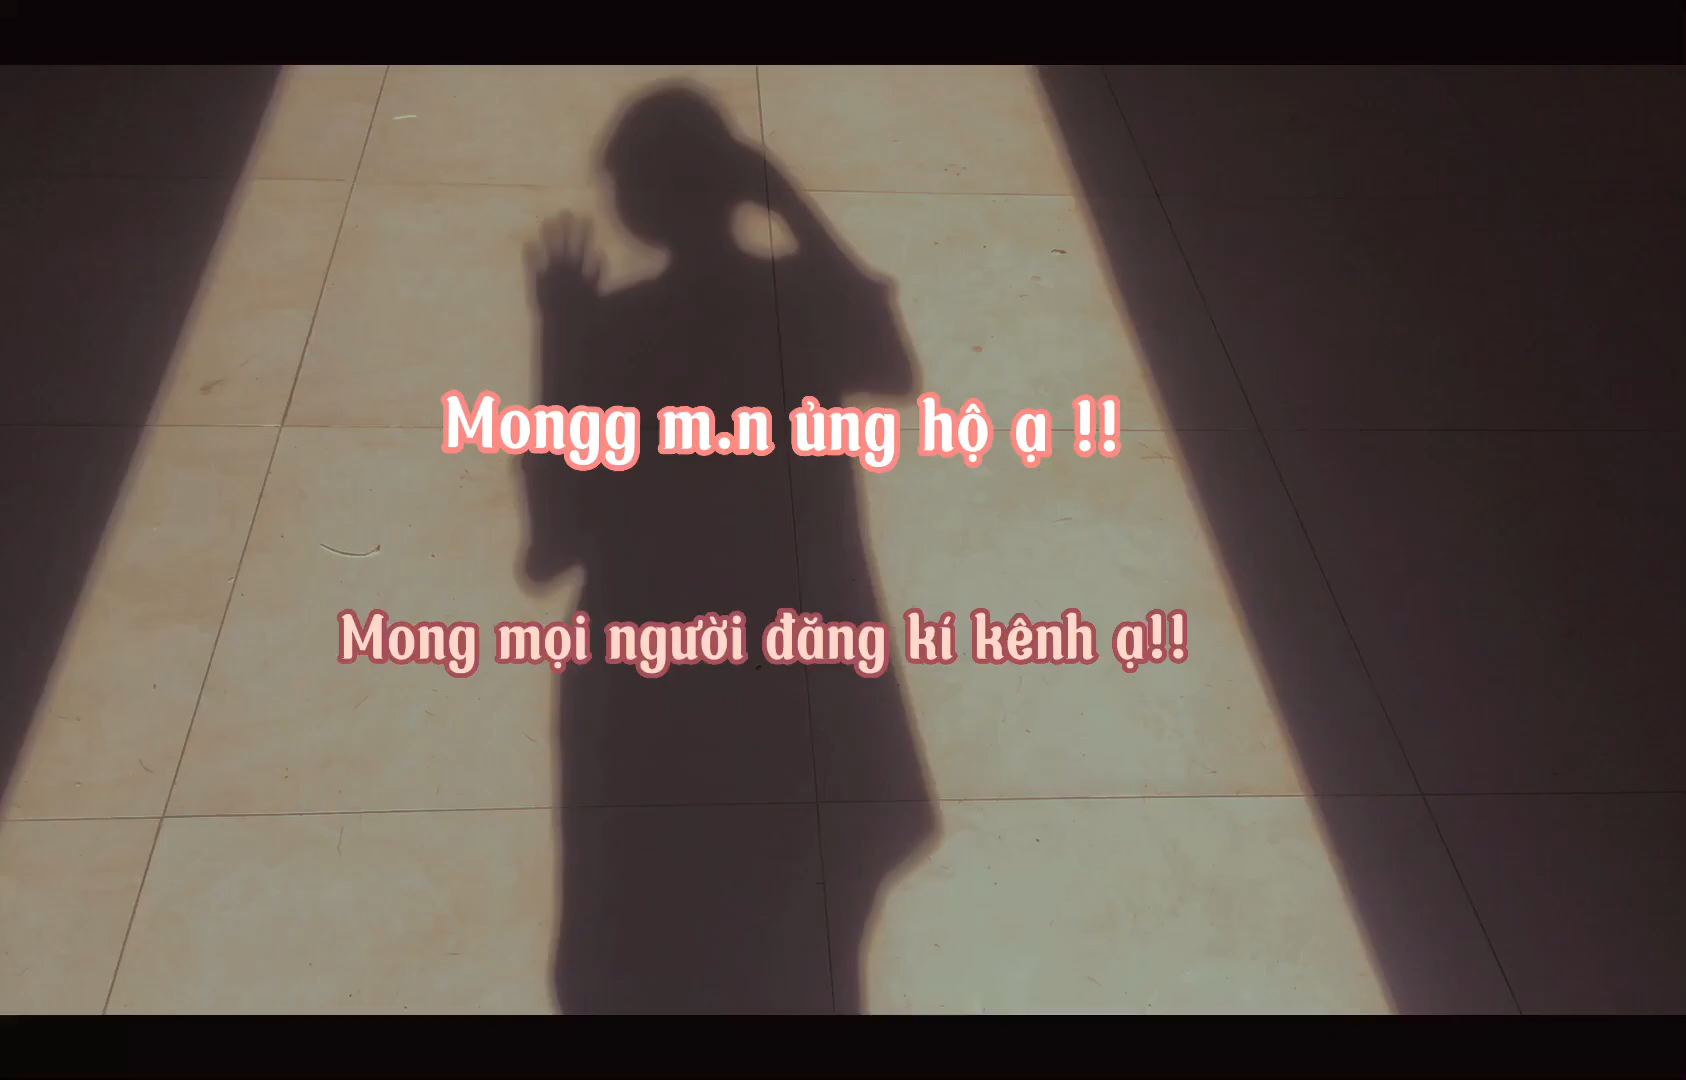 Mongg m.n ủng hộ ạ !!
Mong mọi người đăng kí kênh ạ!!